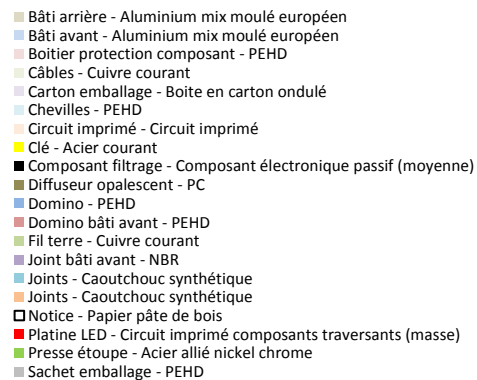 Bâti arrière - Aluminium mix moulé européen
Bâti avant - Aluminium mix moulé européen
Boitier protection composant - PEHD
Câbles - Cuivre courant
Carton emballage - Boite en carton ondulé
Chevilles - PEHD
Circuit imprimé - Circuit imprimé
Clé - Acier courant
Composant filtrage - Composant électronique passif (moyenne)
Diffuseur opalescent - PC
Domino - PEHD
Domino bâti avant - PEHD
Fil terre - Cuivre courant
Joint bâti avant - NBR
Joints - Caoutchouc synthétique
Joints - Caoutchouc synthétique
Notice - Papier pâte de bois
Platine LED - Circuit imprimé composants traversants (masse)
Presse étoupe - Acier allié nickel chrome
Sachet emballage - PEHD